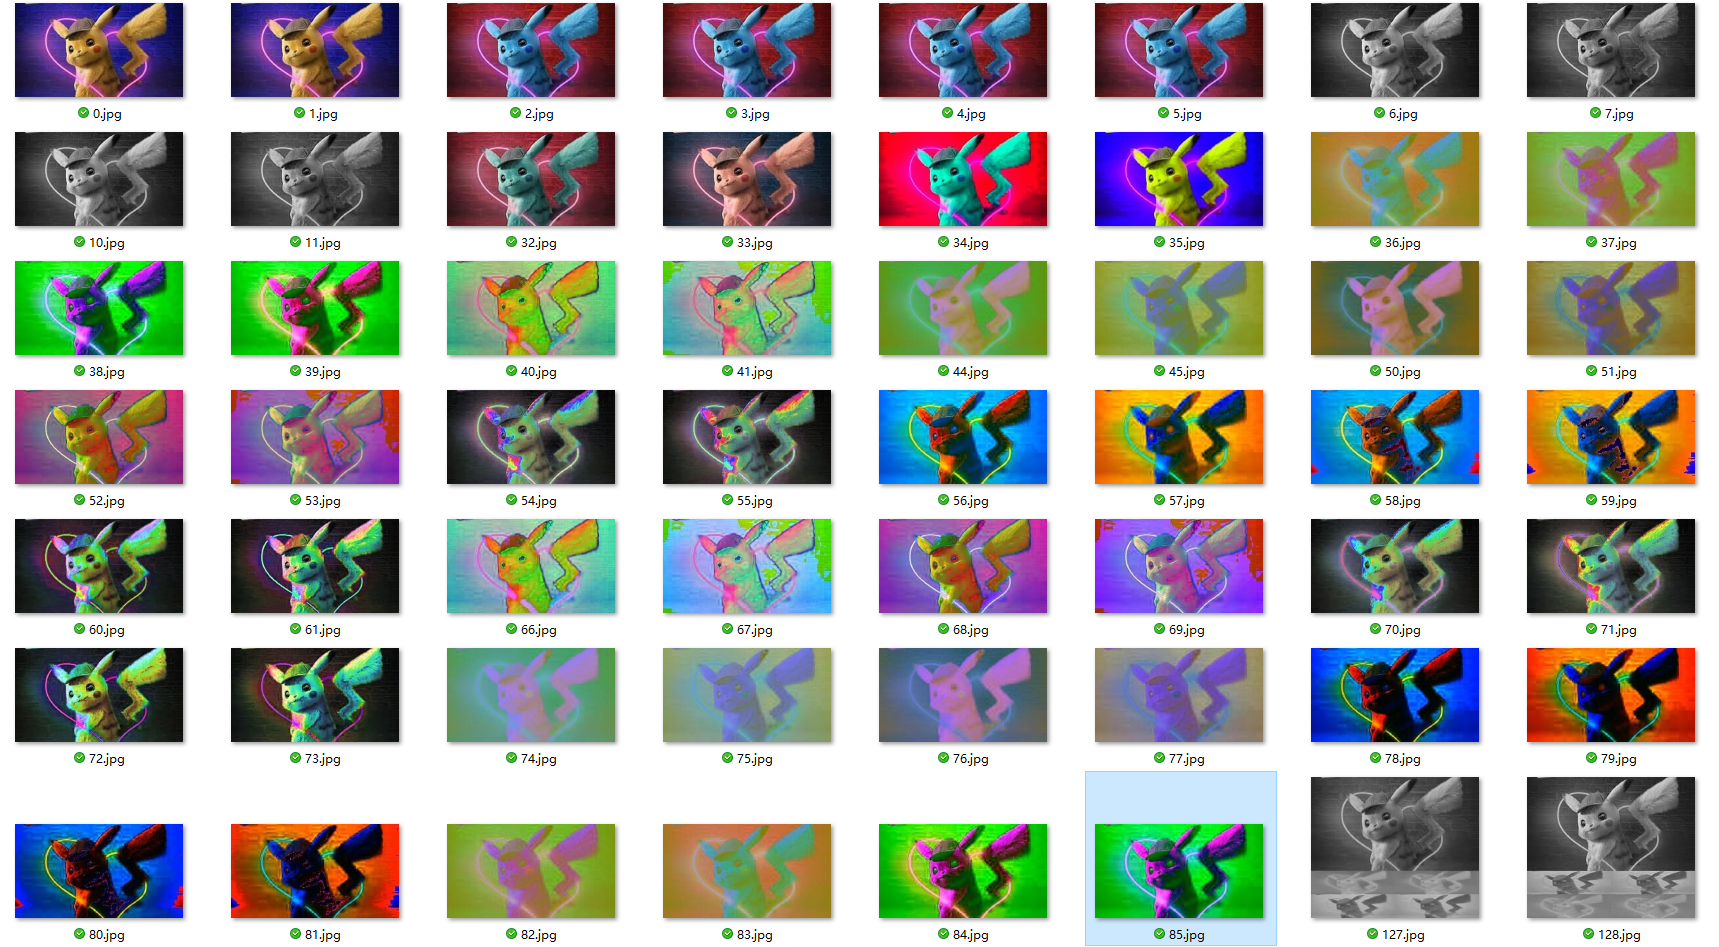 0.jpg 1.jpg 2.jpg 3.jpg 4.jpg 5.jpg 6.jpg 7.jpg
10.jpg 11.jpg 32.jpg 33.jpg 34.jpg 35.jpg 36.jpg 37.jpg
38.jpg 39.jpg 40.jpg 41.jpg 44.jpg 45.jpg 50.jpg 51.jpg
52.jpg 53.jpg 54.jpg 55.jpg 56.jpg 57.jpg 58.jpg 59.jpg
60.jpg 61.jpg 66.jpg 67.jpg 68.jpg 69.jpg 70.jpg 71.jpg
72.jpg 73.jpg 74.jpg 75.jpg 76.jpg 77.jpg 78.jpg 79.jpg
80.jpg 81.jpg 82.jpg 83.jpg 84.jpg 85.jpg 127.jpg 128.jpg